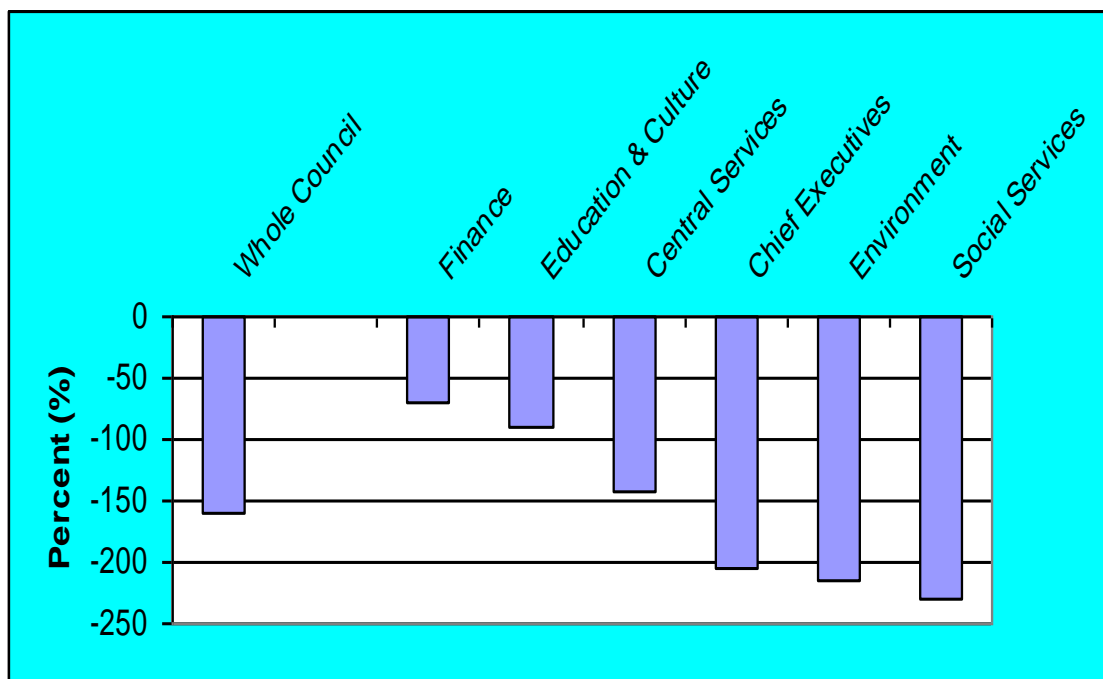 Whole Council
Finance
Education & Culture
Central Services
Chief Executives
Environment
Social Services
0
-50
-100
-150
-200
-250
Percent (%)